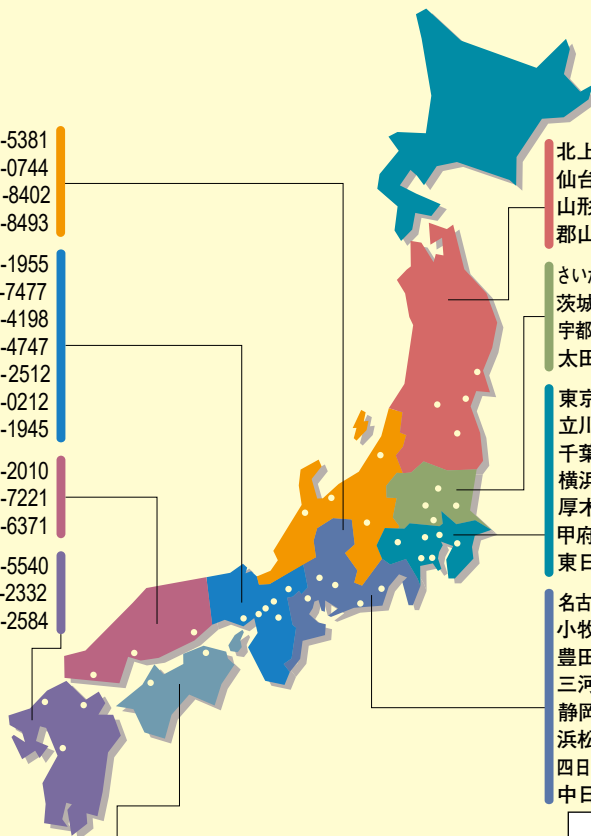 -5381
-0744
-8402
-8493
-1955
-7477
-4198
-4747
-2512
-0212
-1945
-2010
-7221
-6371
-5540
-2332
-2584
北上
仙台
山形
郡山
さいた
茨城
宇都
太田
東京
立川
千葉
横浜
厚木
甲府
東日
名古
小牧
豊田
三河
静岡
浜松
四日
中日